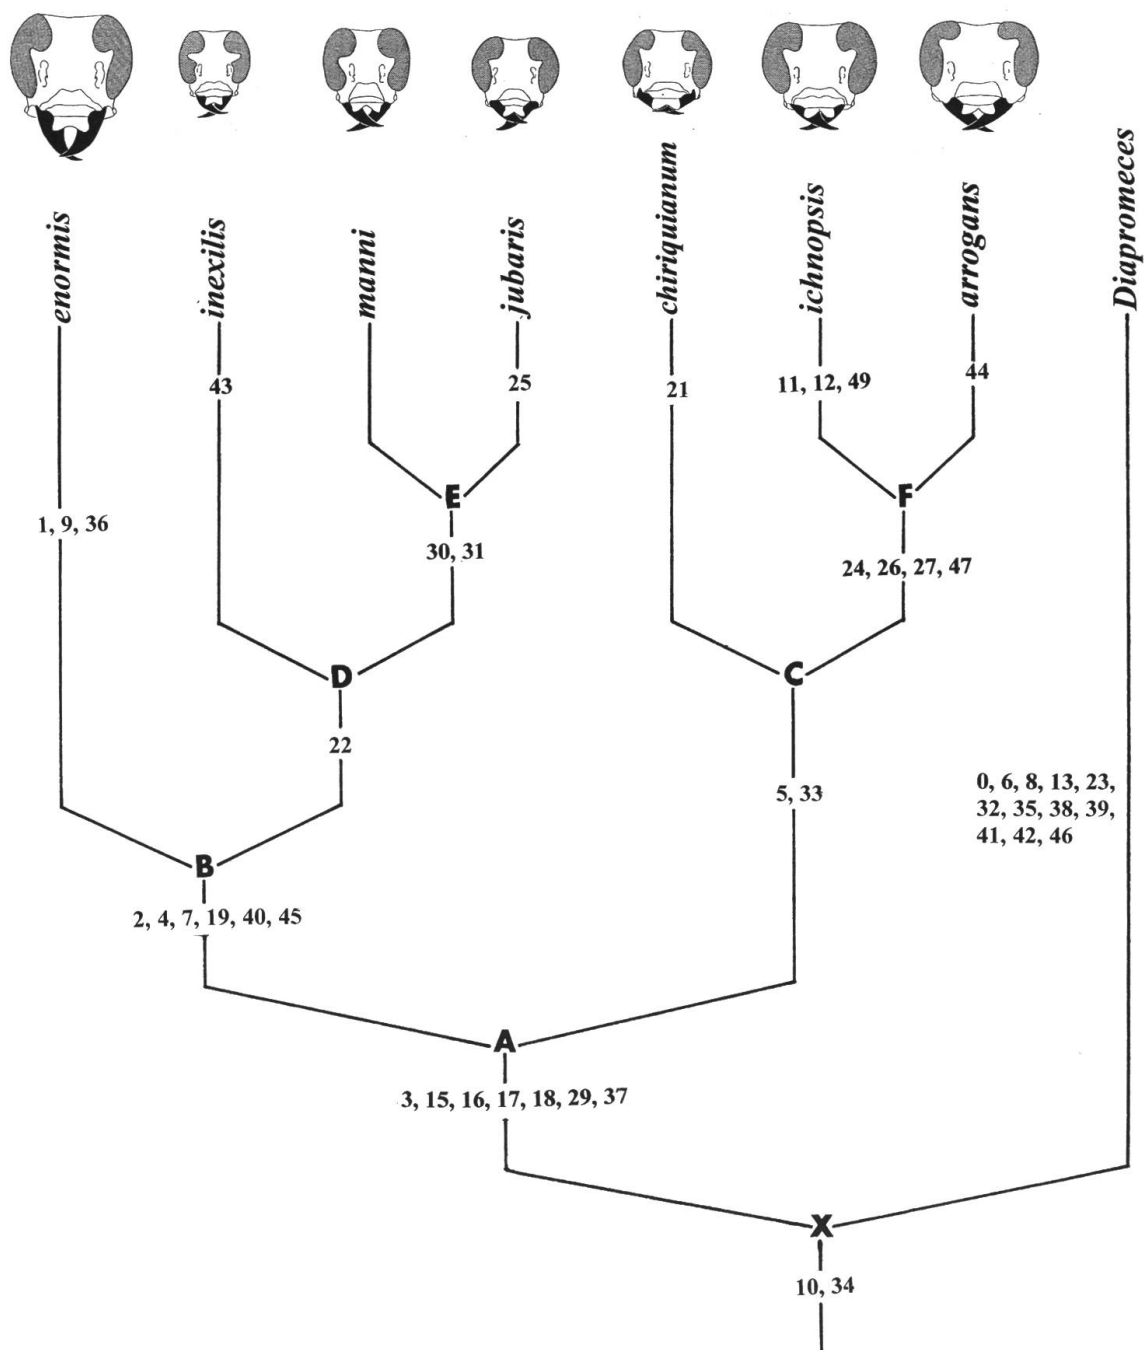 enormis
inexilis
manni
jubaris
chiriquianum
ichnopsis
arrogans
Diapromeces
43
25
21
11, 12, 49
44
1, 9, 36
E
F
30, 31
24, 26, 27, 47
D
C
22
5, 33
0, 6, 8, 13, 23,
32, 35, 38, 39,
41, 42, 46
B
2, 4, 7, 19, 40, 45
A
3, 15, 16, 17, 18, 29, 37
X
10, 34